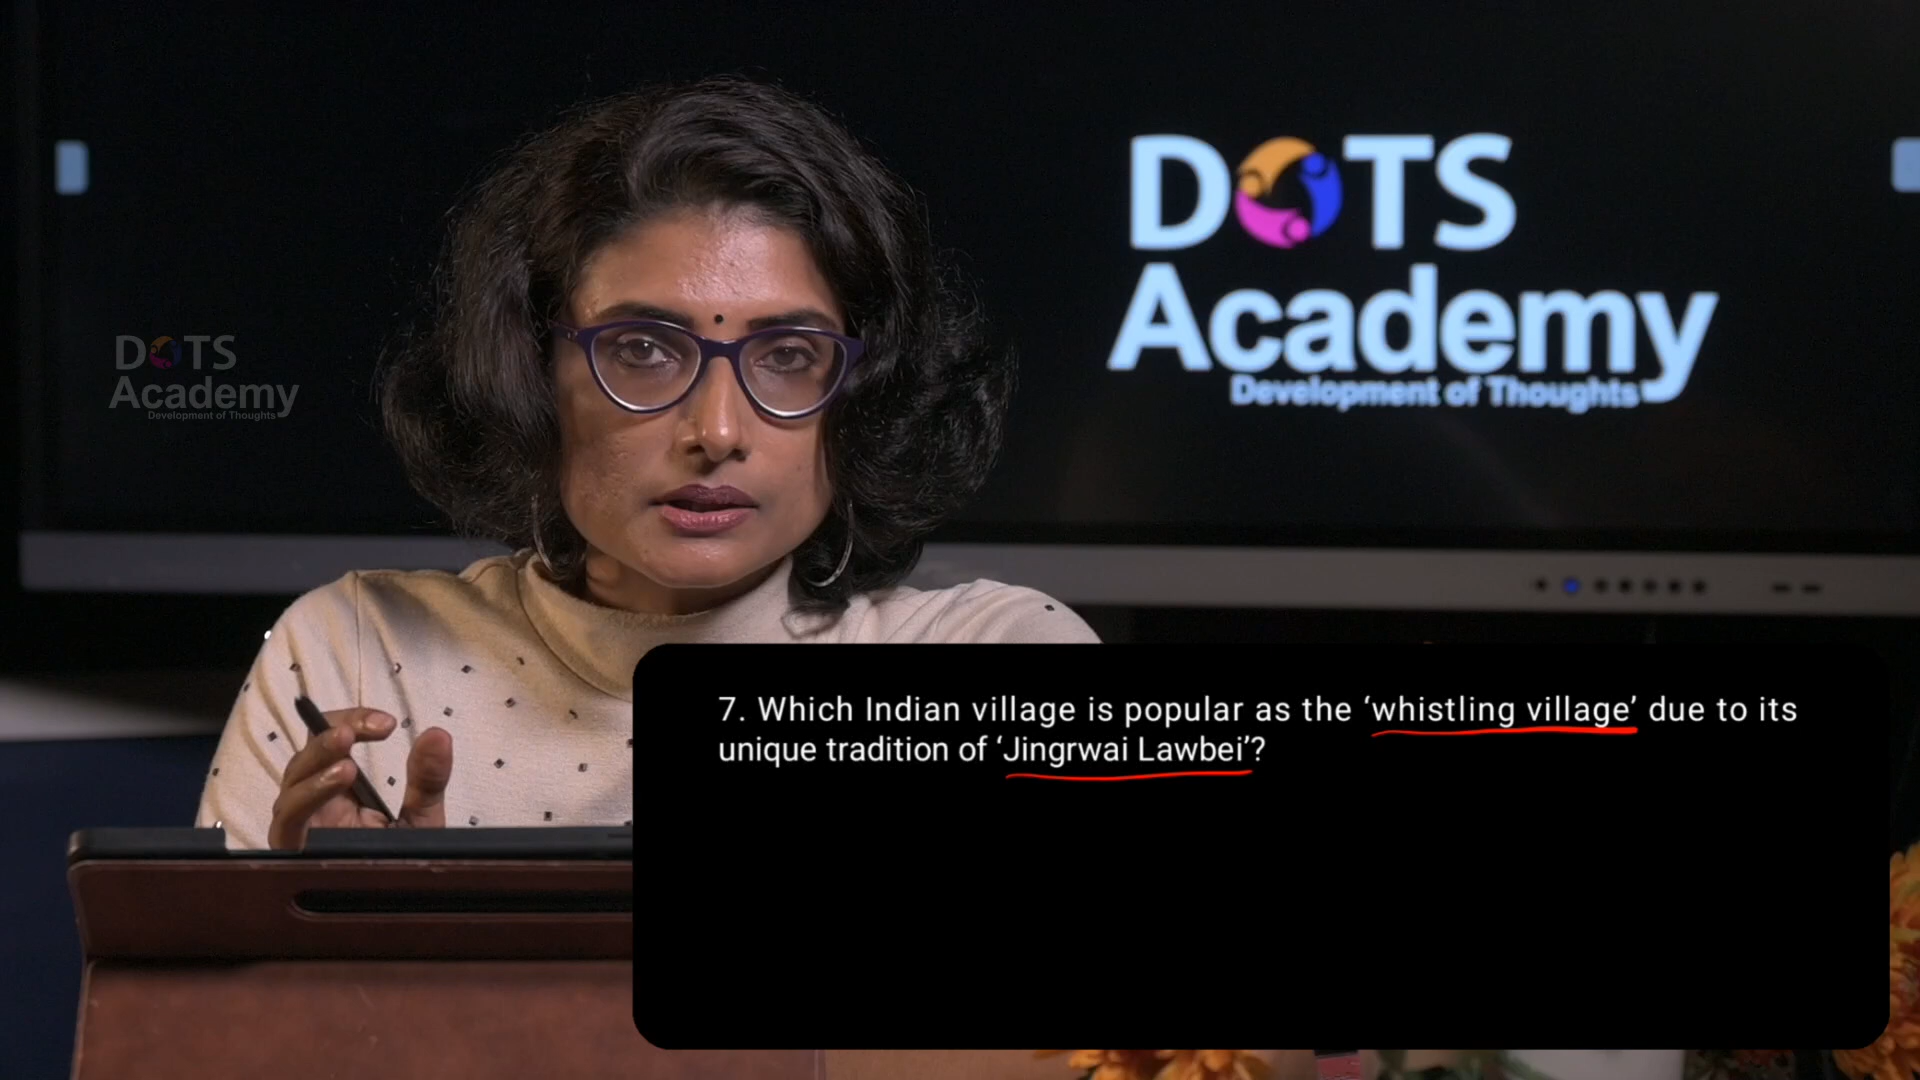 DOTS
Academy
Development of Thoughts
DOTS
Academy
Development of Thoughts
7. Which Indian village is popular as the ‘whistling village’ due to its
unique tradition of ‘Jingrwai Lawbei’?